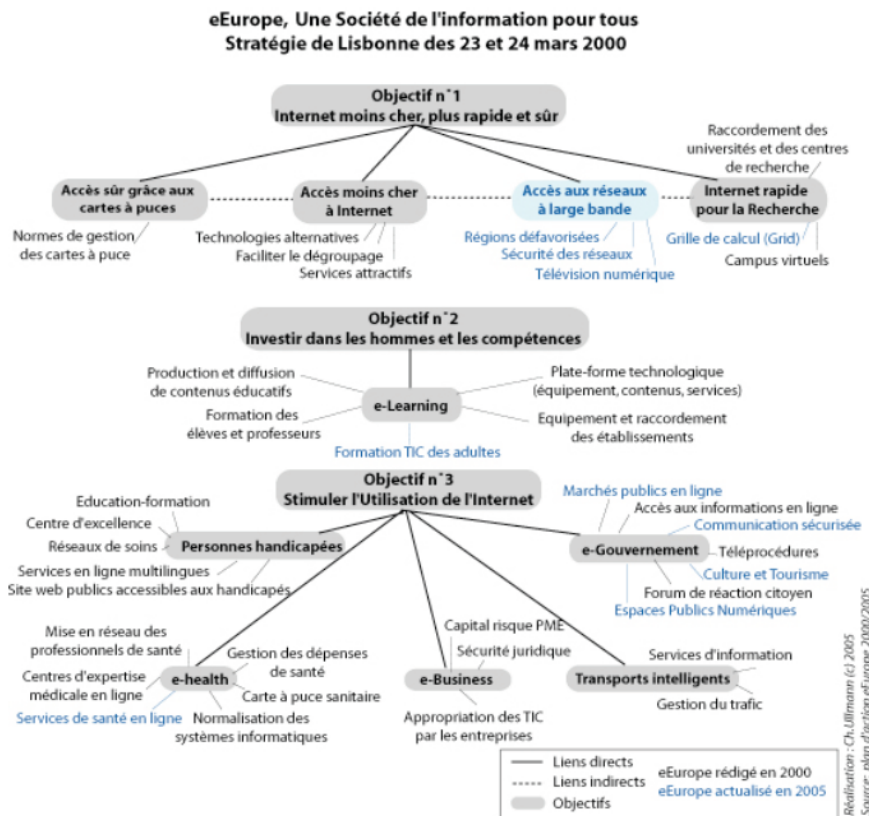 eEurope, Une Société de l'information pour tous
Stratégie de Lisbonne des 23 et 24 mars 2000
Objectif n°1
Internet moins cher, plus rapide et sûr
Raccordement des
universités et des centres
de recherche
Accès sûr grâce aux
cartes à puces
Accès moins cher
à Internet
Accès aux réseaux
à large bande
Internet rapide
pour la Recherche
Normes de gestion
des cartes à puce
Technologies alternatives
Faciliter le dégroupage
Services attractifs
Régions défavorisées
Sécurité des réseaux
Télévision numérique
Grille de calcul (Grid)
Campus virtuels
Objectif n°2
Investir dans les hommes et les compétences
Production et diffusion
de contenus éducatifs
Plate-forme technologique
(équipement, contenus, services)
e-Learning
Formation des
élèves et professeurs
Equipement et raccordement
des établissements
Formation TIC des adultes
Objectif n°3
Stimuler l'Utilisation de l'Internet
Education-formation
Centre d'excellence
Réseaux de soins
Personnes handicapées
Services en ligne multilingues
Site web publics accessibles aux handicapés
Marchés publics en ligne
Accès aux informations en ligne
Communication sécurisée
e-Gouvernement
Téléprocédures
Culture et Tourisme
Forum de réaction citoyen
Espaces Publics Numériques
Mise en réseau des
professionnels de santé
Gestion des dépenses
de santé
Centres d'expertise
médicale en ligne
e-health
Carte à puce sanitaire
Services de santé en ligne
Normalisation des
systèmes informatiques
Capital risque PME
Sécurité juridique
e-Business
Appropriation des TIC
par les entreprises
Services d'information
Transports intelligents
Gestion du trafic
Liens directs
Liens indirects
Objectifs
eEurope rédigé en 2000
eEurope actualisé en 2005
Réalisation : Ch.Ullmann (c) 2005
Source: plan d'action eEurope 2000/2005